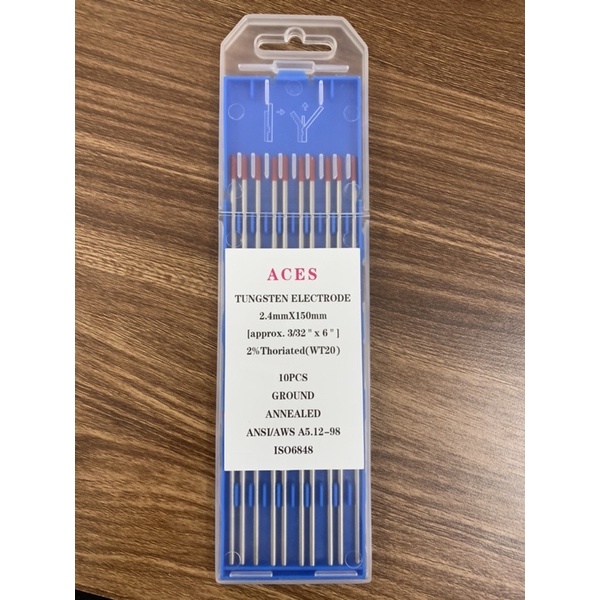 ACES
TUNGSTEN ELECTRODE
2.4mmX150mm
[approx. 3/32 " x 6 " ]
2%Thoriated(WT20)
10PCS
GROUND
ANNEALED
ANSI/AWS A5.12-98
ISO6848